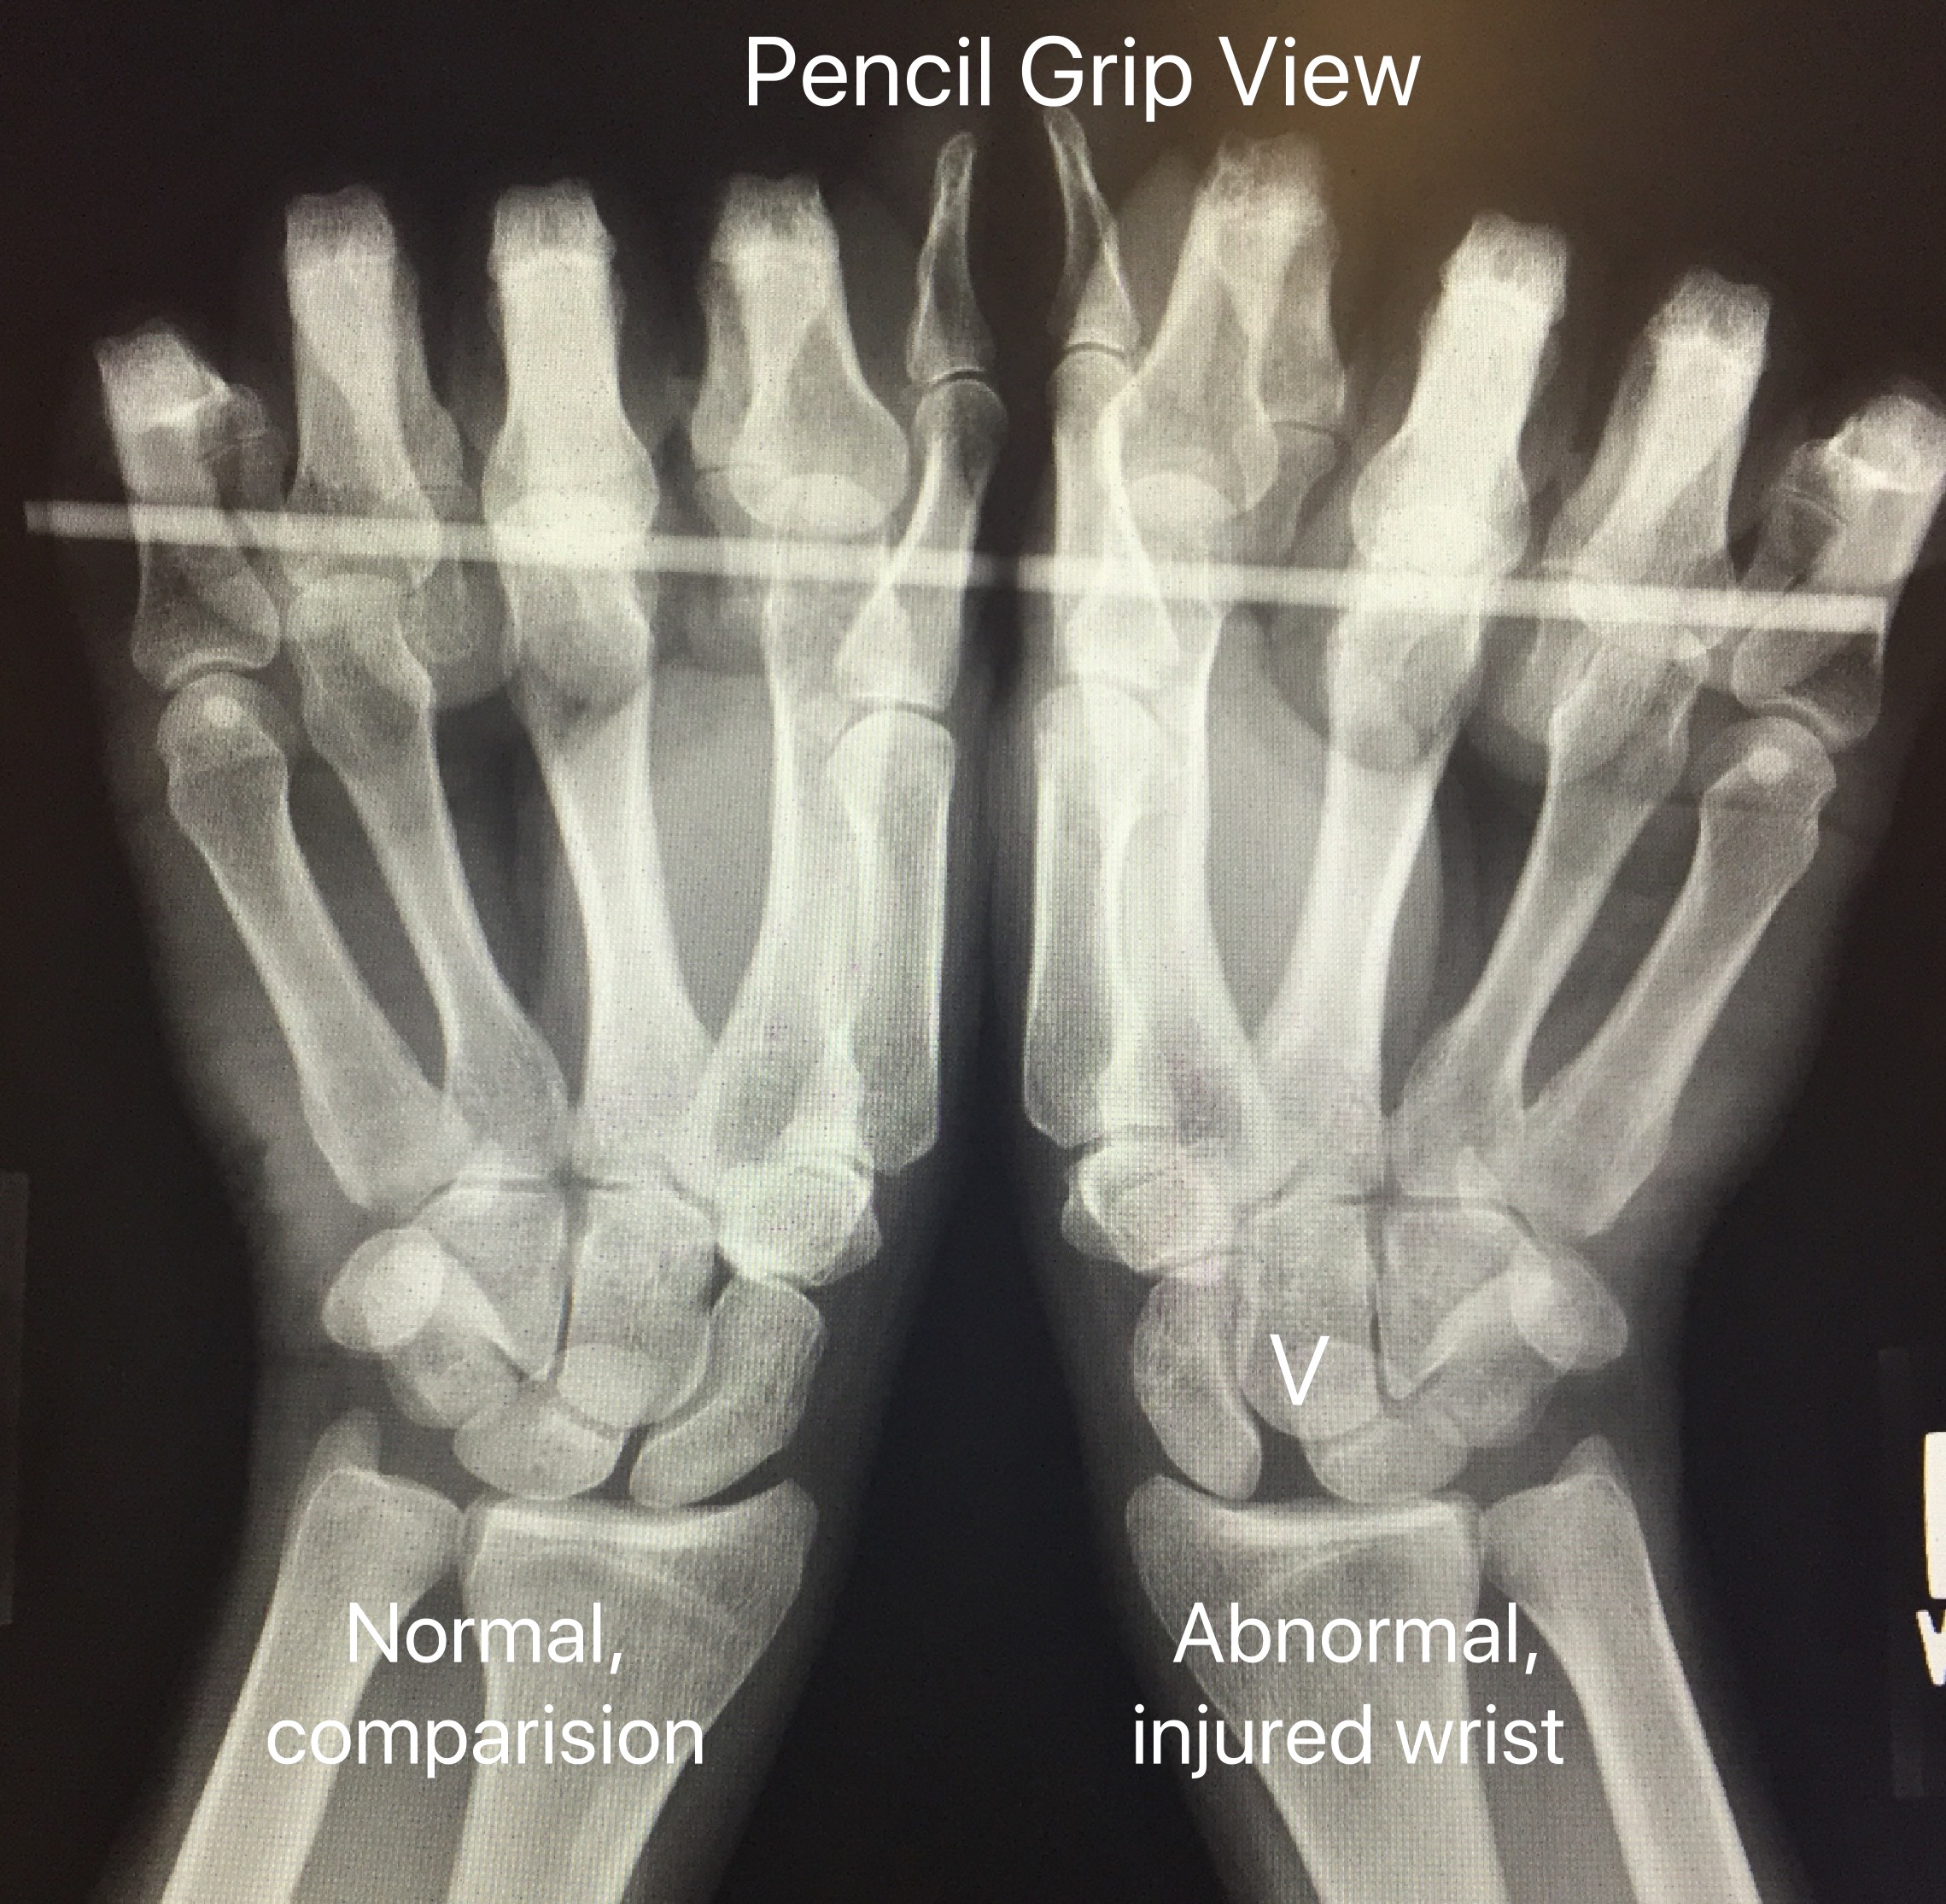 Pencil Grip View
V
Normal,
comparision
Abnormal,
injured wrist